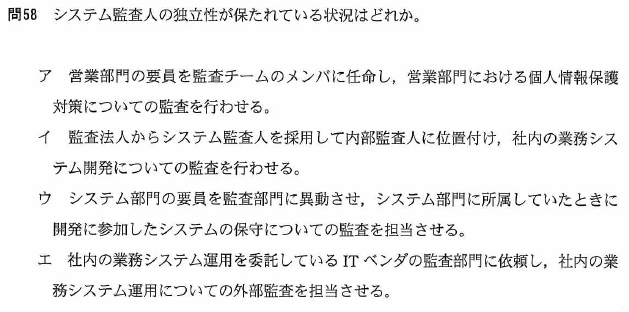 問58 システム監査人の独立性が保たれている状況はどれか。
ア 営業部門の要員を監査チームのメンバに任命し，営業部門における個人情報保護
対策についての監査を行わせる。
イ 監査法人からシステム監査人を採用して内部監査人に位置付け，社内の業務シス
テム開発についての監査を行わせる。
ウ システム部門の要員を監査部門に異動させ，システム部門に所属していたときに
開発に参加したシステムの保守についての監査を担当させる。
エ 社内の業務システム運用を委託しているITベンダの監査部門に依頼し，社内の業
務システム運用についての外部監査を担当させる。